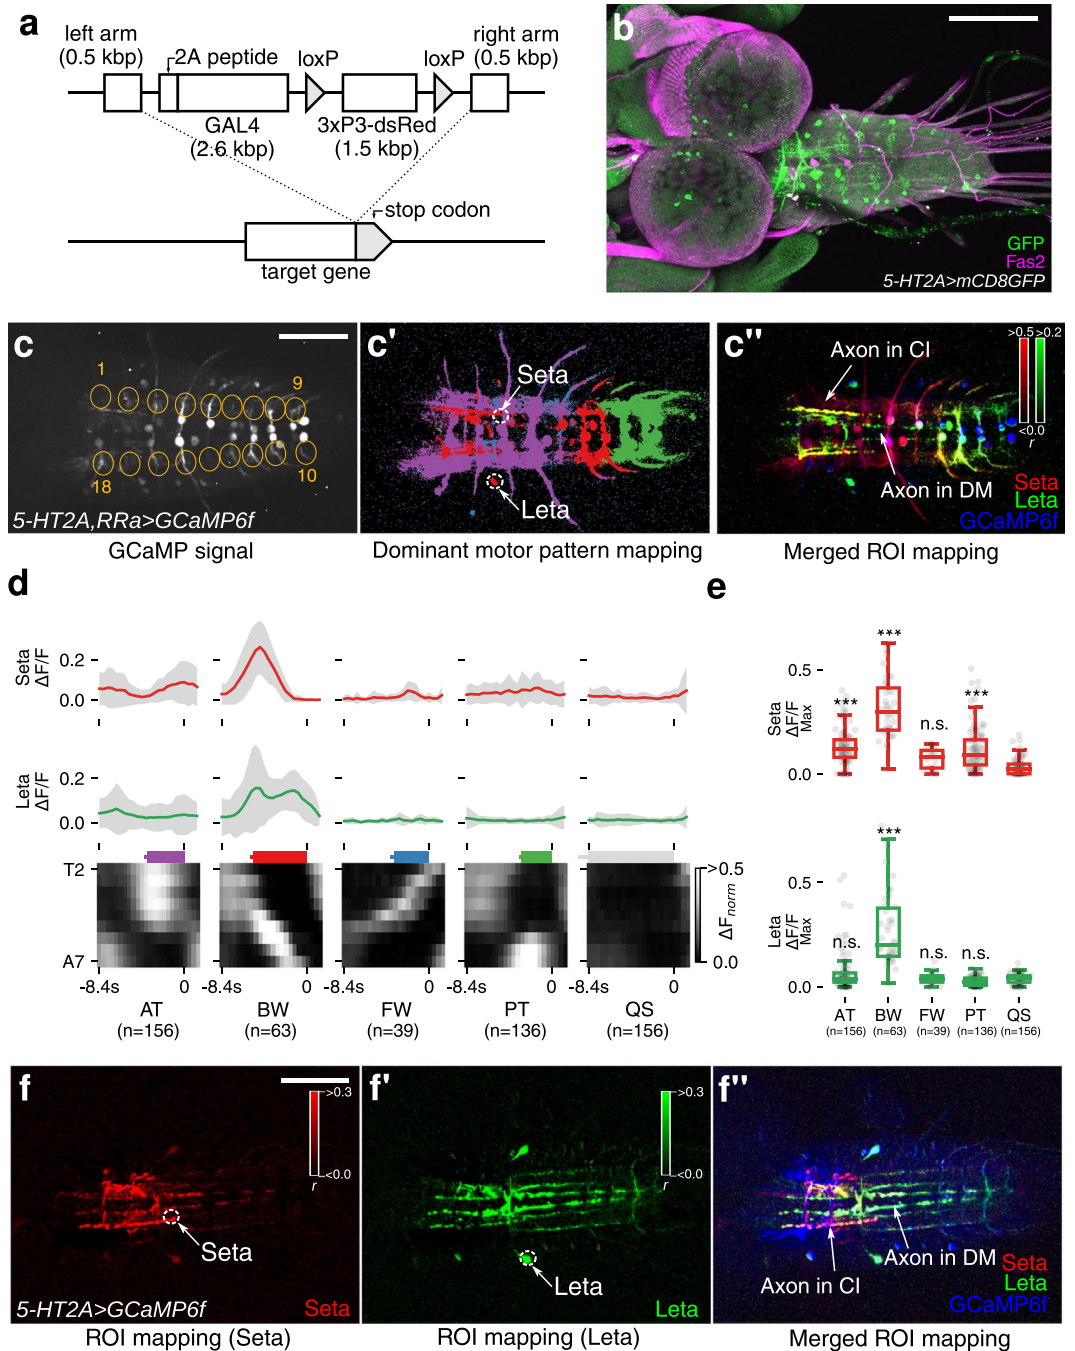 a
left arm
(0.5 kbp)
2A peptide
loxP
loxP
right arm
(0.5 kbp)
GAL4
(2.6 kbp)
3xP3-dsRed
(1.5 kbp)
stop codon
target gene
b
GFP
Fas2
5-HT2A>mCD8GFP
c
1
9
18
10
5-HT2A,RRa>GCaMP6f
GCaMP signal
c'
Seta
Leta
Dominant motor pattern mapping
c''
Axon in CI
Axon in DM
>0.5 >0.2
<0.0
r
Seta
Leta
GCaMP6f
Merged ROI mapping
d
Seta
ΔF/F
0.2
0.0
Leta
ΔF/F
0.2
0.0
T2
A7
>0.5
0.0
ΔFnorm
-8.4s 0 -8.4s 0 -8.4s 0 -8.4s 0 -8.4s 0
AT BW FW PT QS
(n=156) (n=63) (n=39) (n=136) (n=156)
e
Seta
ΔF/F
Max
0.5
0.0
*** *** n.s. ***
Leta
ΔF/F
Max
0.5
0.0
n.s. *** n.s. n.s.
AT BW FW PT QS
(n=156) (n=63) (n=39) (n=136) (n=156)
f
>0.3
<0.0
r
Seta
5-HT2A>GCaMP6f
Seta
ROI mapping (Seta)
f'
>0.3
<0.0
r
Leta
Leta
ROI mapping (Leta)
f''
Axon in DM
Axon in CI
Seta
Leta
GCaMP6f
Merged ROI mapping